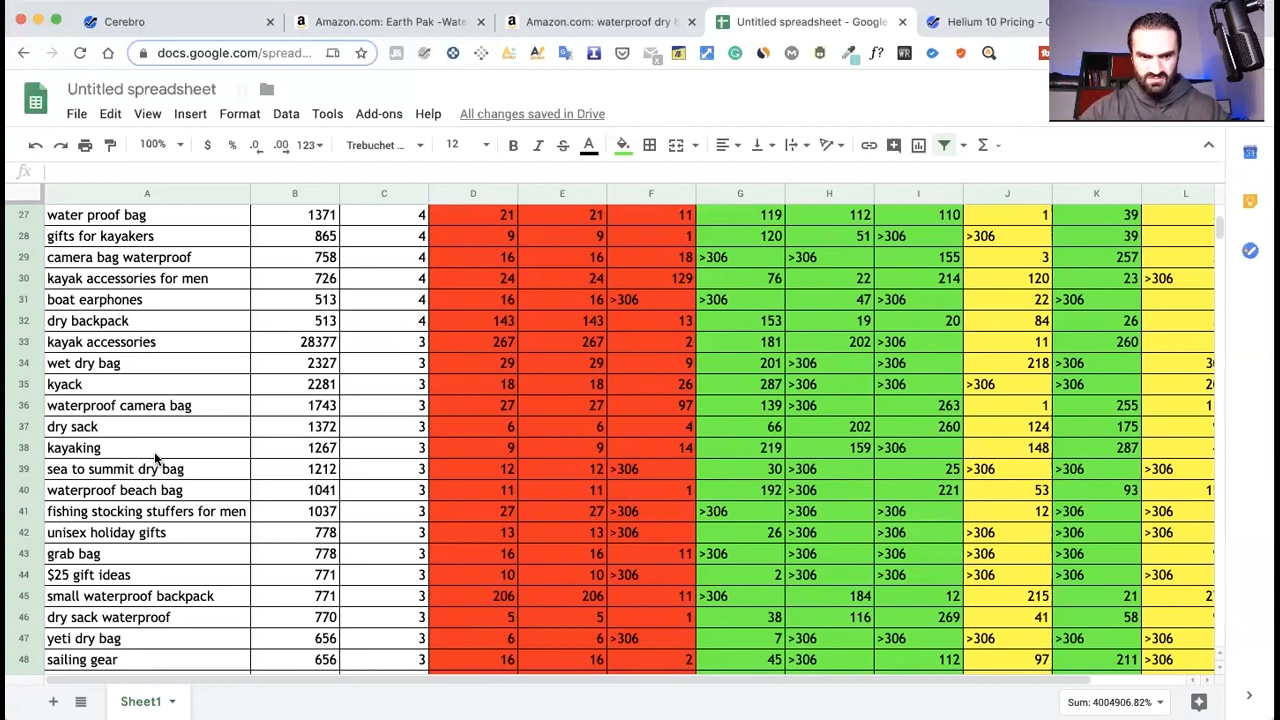 Cerebro
Amazon.com: Earth Pak -Wate
Amazon.com: waterproof dry b
Untitled spreadsheet - Google
Helium 10 Pricing - C
docs.google.com/spread...
Untitled spreadsheet
File Edit View Insert Format Data Tools Add-ons Help All changes saved in Drive
100% $ % .0 .00 123 Trebuchet ... 12 B I S A
fx
A B C D E F G H I J K L
27 water proof bag 1371 4 21 21 11 119 112 110 1 39
28 gifts for kayakers 865 4 9 9 1 120 51 >306 >306 39
29 camera bag waterproof 758 4 16 16 18 >306 >306 155 3 257
30 kayak accessories for men 726 4 24 24 129 76 22 214 120 23 >306
31 boat earphones 513 4 16 16 >306 >306 47 >306 22 >306
32 dry backpack 513 4 143 143 13 153 19 20 84 26
33 kayak accessories 28377 3 267 267 2 181 202 >306 11 260
34 wet dry bag 2327 3 29 29 9 201 >306 >306 218 >306
35 kyack 2281 3 18 18 26 287 >306 >306 >306 >306
36 waterproof camera bag 1743 3 27 27 97 139 >306 263 1 255
37 dry sack 1372 3 6 6 4 66 202 260 124 175
38 kayaking 1267 3 9 9 14 219 159 >306 148 287
39 sea to summit dry bag 1212 3 12 12 >306 30 >306 25 >306 >306 >306
40 waterproof beach bag 1041 3 11 11 1 192 >306 221 53 93
41 fishing stocking stuffers for men 1037 3 27 27 >306 >306 >306 >306 12 >306 >306
42 unisex holiday gifts 778 3 13 13 >306 26 >306 >306 >306 >306 >306
43 grab bag 778 3 16 16 11 >306 >306 >306 >306 >306
44 $25 gift ideas 771 3 10 10 >306 2 >306 >306 >306 >306 >306
45 small waterproof backpack 771 3 206 206 11 >306 184 12 215 21
46 dry sack waterproof 770 3 5 5 1 38 116 269 41 58
47 yeti dry bag 656 3 6 6 >306 7 >306 >306 >306 >306 >306
48 sailing gear 656 3 16 16 2 45 >306 112 97 211 >306
Sheet1
Sum: 4004906.82%